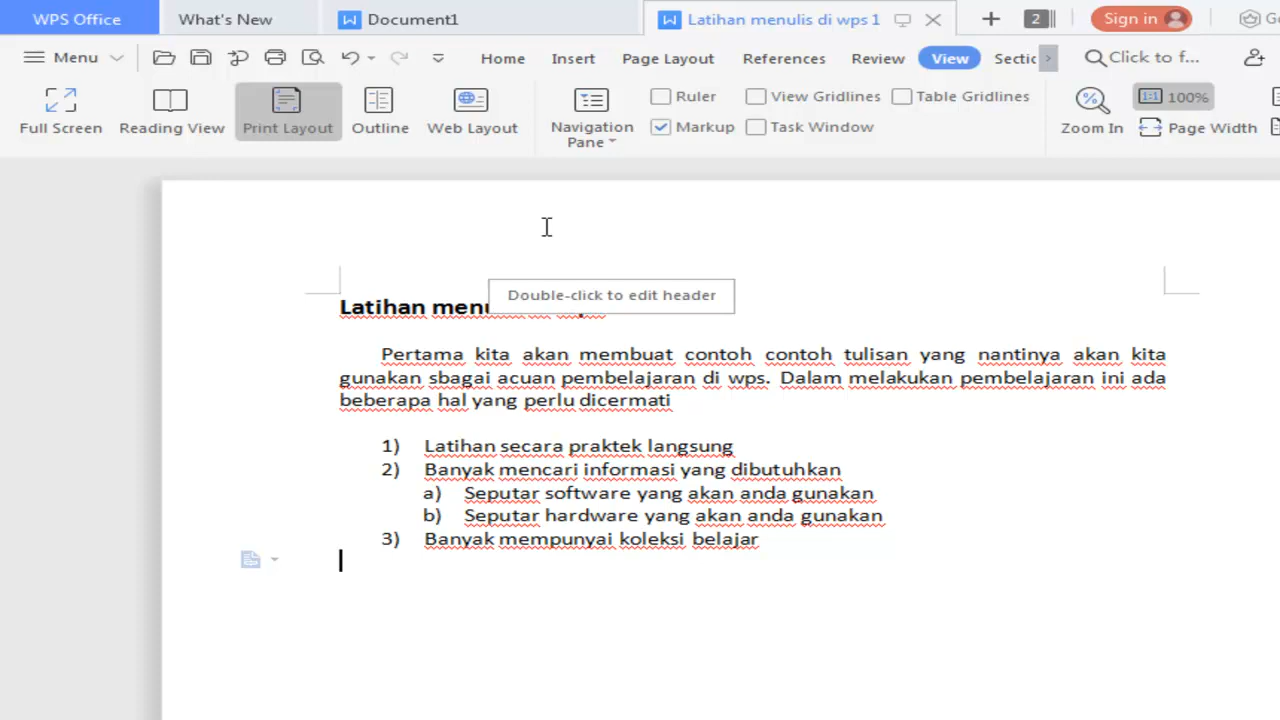 WPS Office What's New Document1 Latihan menulis di wps 1 2 Sign in
Menu Home Insert Page Layout References Review View Sectic Click to f...
Full Screen Reading View Print Layout Outline Web Layout Navigation Pane Ruler View Gridlines Table Gridlines Markup Task Window Zoom In 1:1 100% Page Width
Double-click to edit header
Latihan
Pertama kita akan membuat contoh contoh tulisan yang nantinya akan kita
gunakan sbagai acuan pembelajaran di wps. Dalam melakukan pembelajaran ini ada
beberapa hal yang perlu dicermati
1) Latihan secara praktek langsung
2) Banyak mencari informasi yang dibutuhkan
a) Seputar software yang akan anda gunakan
b) Seputar hardware yang akan anda gunakan
3) Banyak mempunyai koleksi belajar